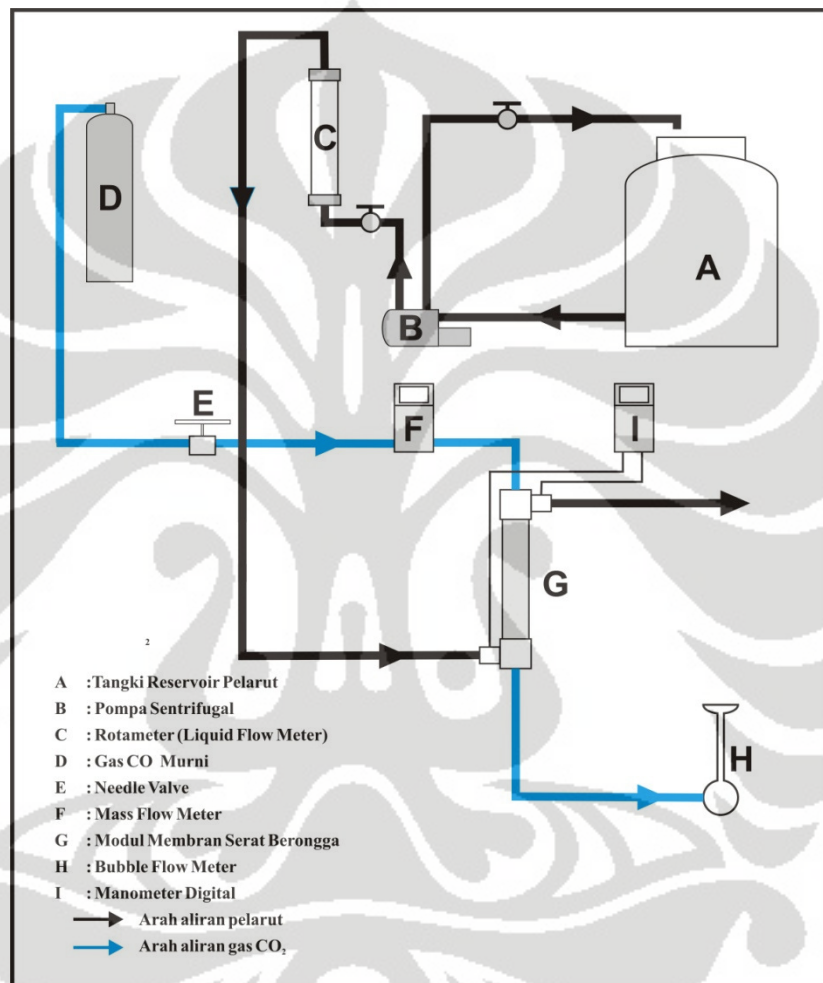 C
D
A
B
E
F
I
G
H
2
A :Tangki Reservoir Pelarut
B : Pompa Sentrifugal
C : Rotameter (Liquid Flow Meter)
D : Gas CO Murni
E : Needle Valve
F : Mass Flow Meter
G : Modul Membran Serat Berongga
H : Bubble Flow Meter
I : Manometer Digital
Arah aliran pelarut
Arah aliran gas CO₂